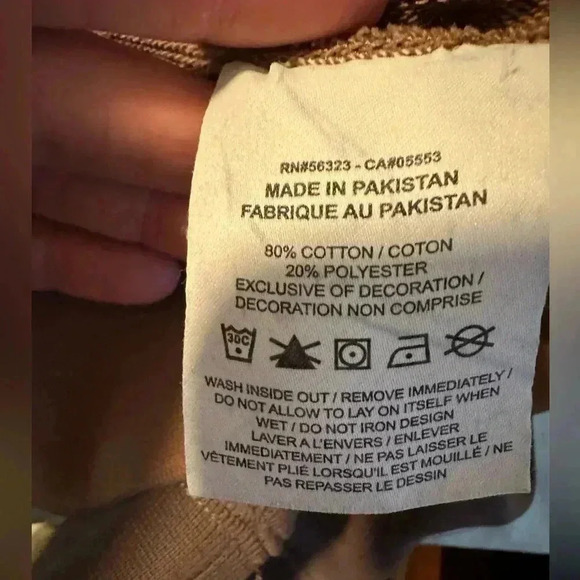 RN#56323 - CA#05553
MADE IN PAKISTAN
FABRIQUE AU PAKISTAN
80% COTTON / COTON
20% POLYESTER
EXCLUSIVE OF DECORATION /
DECORATION NON COMPRISE
30C
WASH INSIDE OUT / REMOVE IMMEDIATELY /
DO NOT ALLOW TO LAY ON ITSELF WHEN
WET / DO NOT IRON DESIGN
LAVER A L'ENVERS / ENLEVER
IMMEDIATEMENT / NE PAS LAISSER LE
VÊTEMENT PLIÉ LORSQU'IL EST MOUILLÉ / NE
PAS REPASSER LE DESSIN